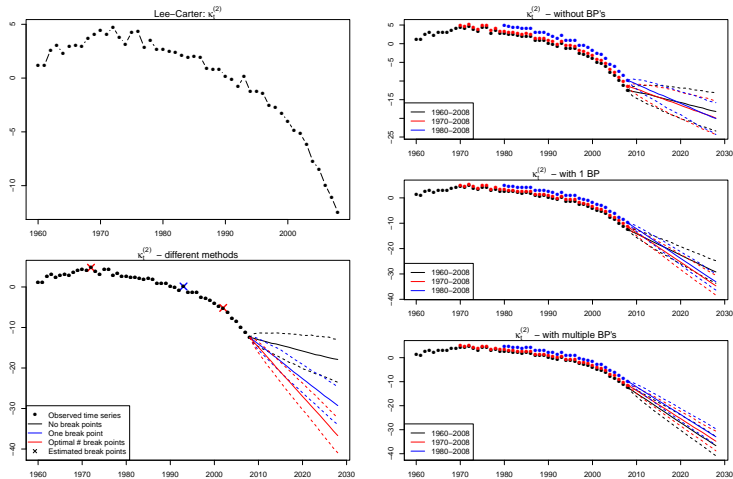 Lee−Carter: κt(2)
5
0
−5
−10
1960 1970 1980 1990 2000
κt(2) − different methods
0
−10
−20
−30
−40
Observed time series
No break points
One break point
Optimal # break points
Estimated break points
1960 1970 1980 1990 2000 2010 2020 2030
κt(2) − without BP's
5
0
−5
−15
−25
1960−2008
1970−2008
1980−2008
1960 1970 1980 1990 2000 2010 2020 2030
κt(2) − with 1 BP
0
−10
−20
−30
−40
1960−2008
1970−2008
1980−2008
1960 1970 1980 1990 2000 2010 2020 2030
κt(2) − with multiple BP's
0
−10
−20
−30
−40
1960−2008
1970−2008
1980−2008
1960 1970 1980 1990 2000 2010 2020 2030